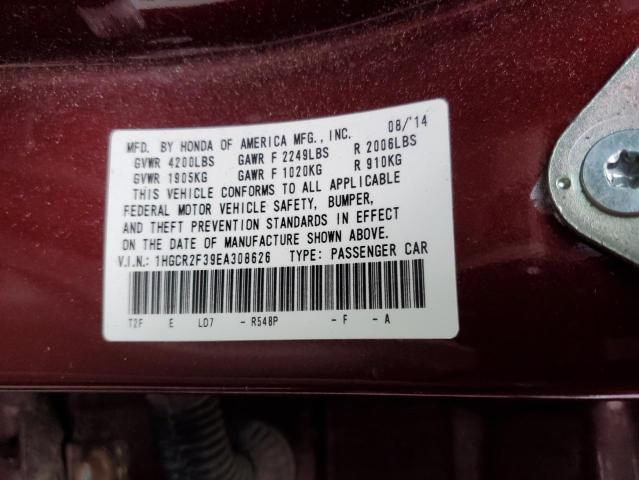 MFD. BY HONDA OF AMERICA MFG., INC. 08/'14
GVWR 4200LBS GAWR F 2249LBS R 2006LBS
GVWR 1905KG GAWR F 1020KG R 910KG
THIS VEHICLE CONFORMS TO ALL APPLICABLE
FEDERAL MOTOR VEHICLE SAFETY, BUMPER,
AND THEFT PREVENTION STANDARDS IN EFFECT
ON THE DATE OF MANUFACTURE SHOWN ABOVE.
V.I.N.: 1HGCR2F39EA308626 TYPE: PASSENGER CAR
T2F E LD7 - R548P - F - A